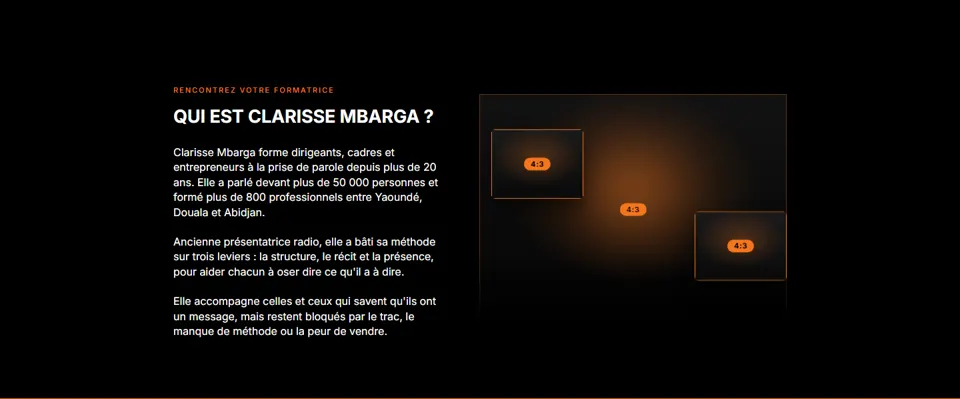 RENCONTREZ VOTRE FORMATRICE
QUI EST CLARISSE MBARGA ?
Clarisse Mbarga forme dirigeants, cadres et
entrepreneurs à la prise de parole depuis plus de 20
ans. Elle a parlé devant plus de 50 000 personnes et
formé plus de 800 professionnels entre Yaoundé,
Douala et Abidjan.
Ancienne présentatrice radio, elle a bâti sa méthode
sur trois leviers : la structure, le récit et la présence,
pour aider chacun à oser dire ce qu'il a à dire.
Elle accompagne celles et ceux qui savent qu'ils ont
un message, mais restent bloqués par le trac, le
manque de méthode ou la peur de vendre.
4:3
4:3
4:3